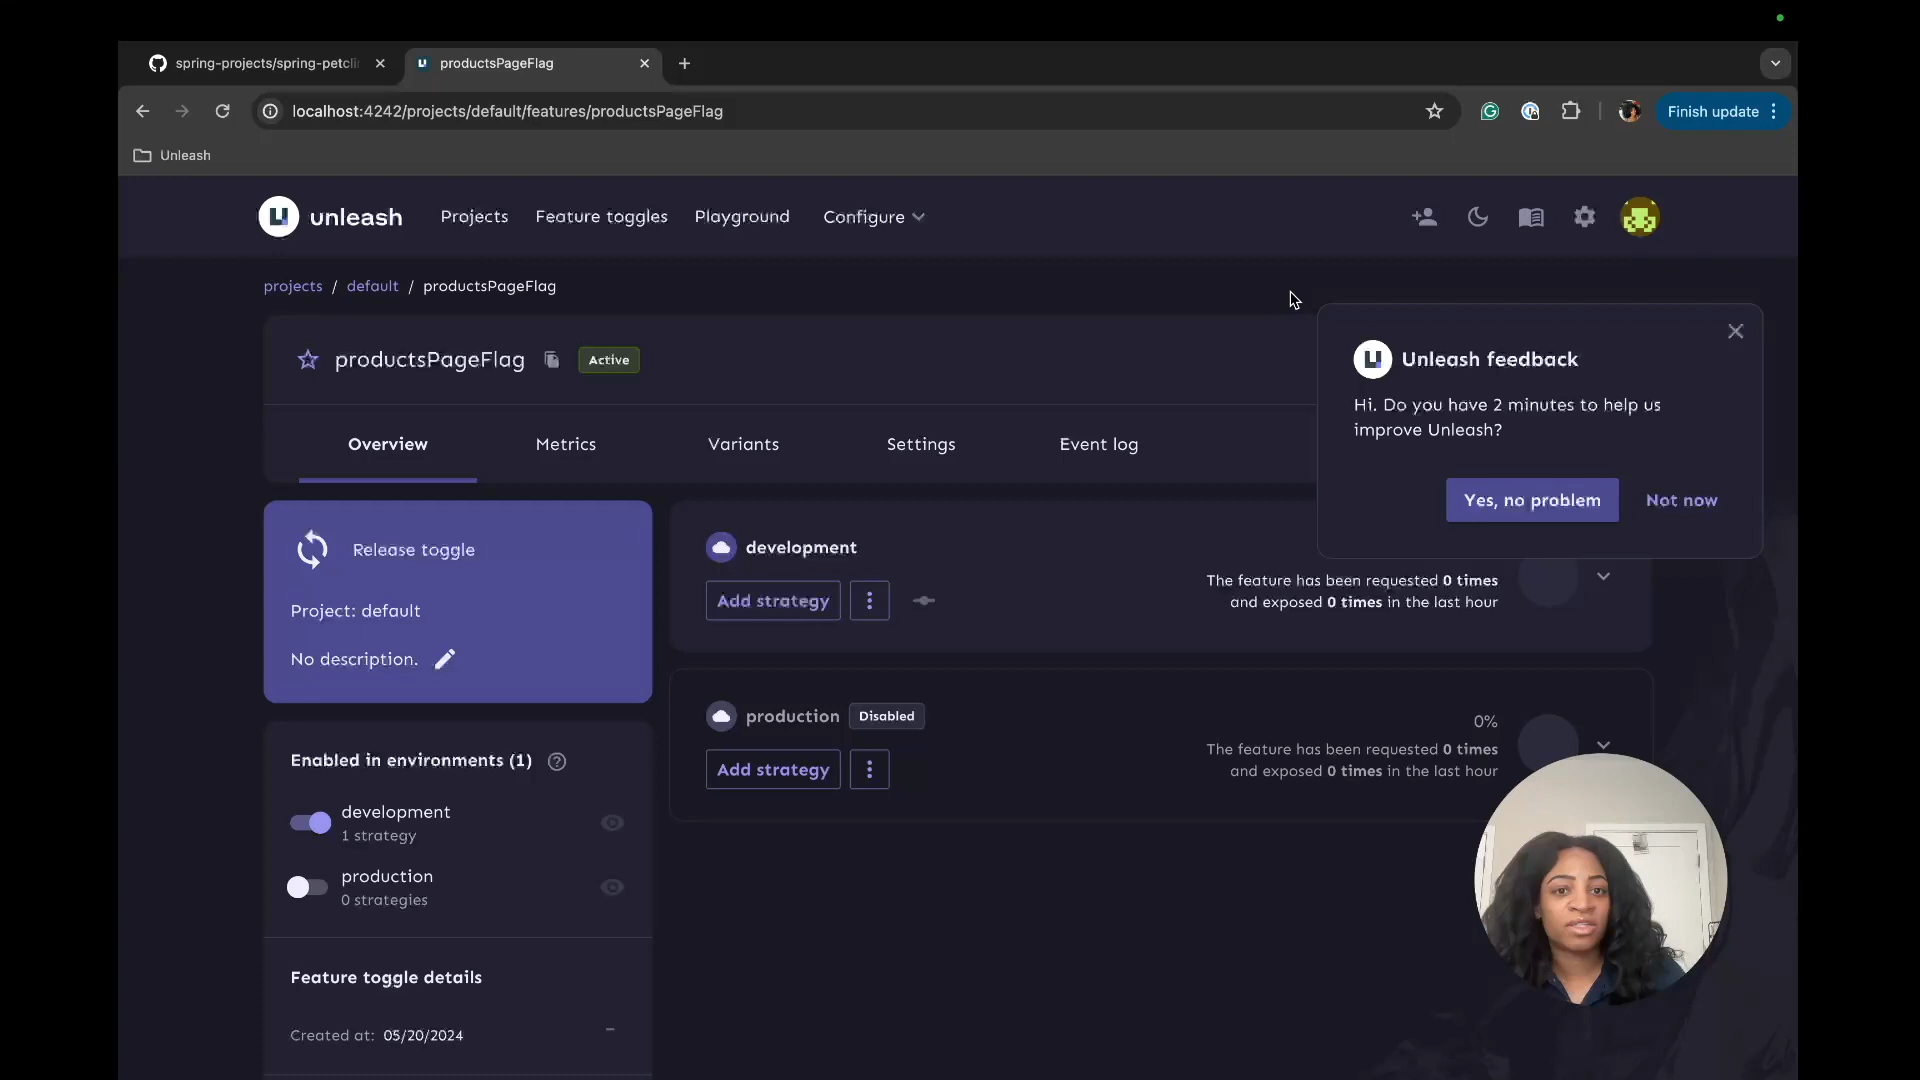 spring-projects/spring-petcli
productsPageFlag
localhost:4242/projects/default/features/productsPageFlag
Finish update
Unleash
unleash
Projects
Feature toggles
Playground
Configure
projects / default / productsPageFlag
productsPageFlag
Active
Overview
Metrics
Variants
Settings
Event log
Unleash feedback
Hi. Do you have 2 minutes to help us
improve Unleash?
Yes, no problem
Not now
Release toggle
Project: default
No description.
development
Add strategy
The feature has been requested 0 times
and exposed 0 times in the last hour
production
Disabled
Add strategy
0%
The feature has been requested 0 times
and exposed 0 times in the last hour
Enabled in environments (1)
development
1 strategy
production
0 strategies
Feature toggle details
Created at: 05/20/2024